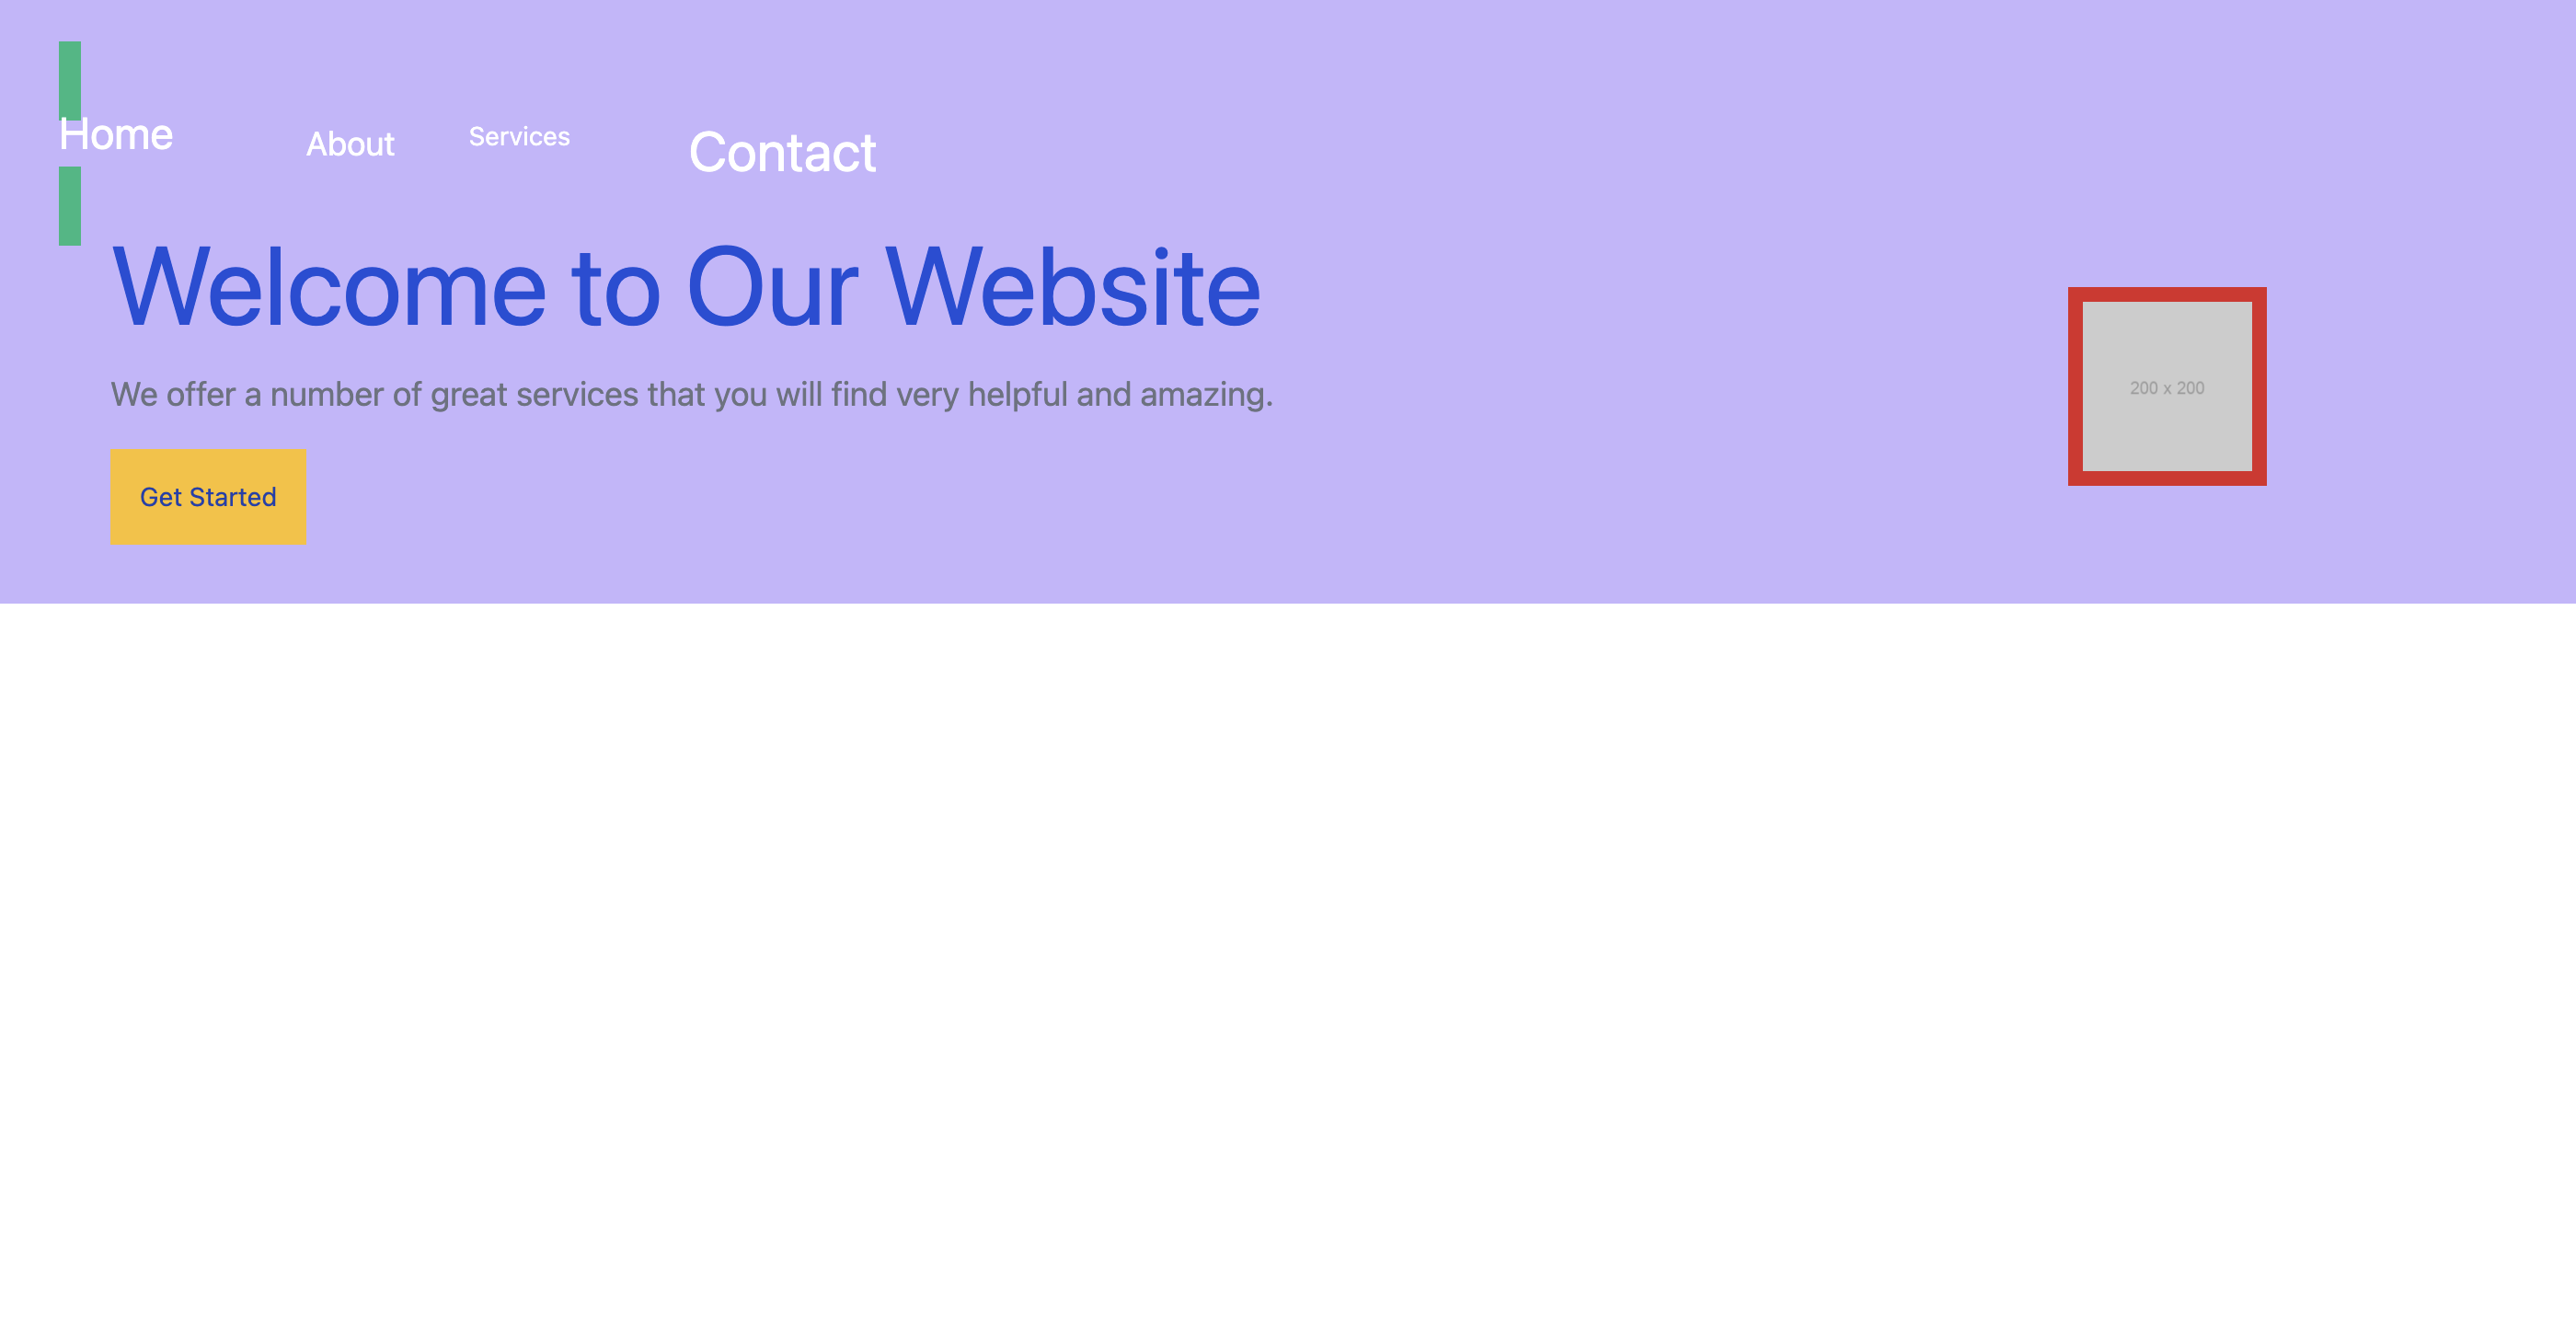 Home About Services Contact
Welcome to Our Website
We offer a number of great services that you will find very helpful and amazing.
200 x 200
Get Started